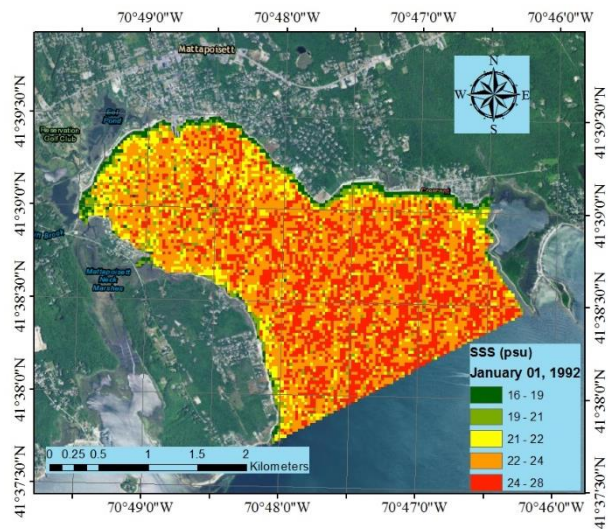 70°49'0"W 70°48'0"W 70°47'0"W 70°46'0"W
Mattapoisett
N
W E
S
41°39'30"N 41°39'30"N
Reservation
Golf Club
Pond
41°39'0"N 41°39'0"N
Mattapoisett
Neck
Marshes
41°38'30"N 41°38'30"N
SSS (psu)
January 01, 1992
16 - 19
19 - 21
21 - 22
22 - 24
24 - 28
41°38'0"N 41°38'0"N
0 0.25 0.5 1 1.5 2
Kilometers
41°37'30"N 41°37'30"N
70°49'0"W 70°48'0"W 70°47'0"W 70°46'0"W